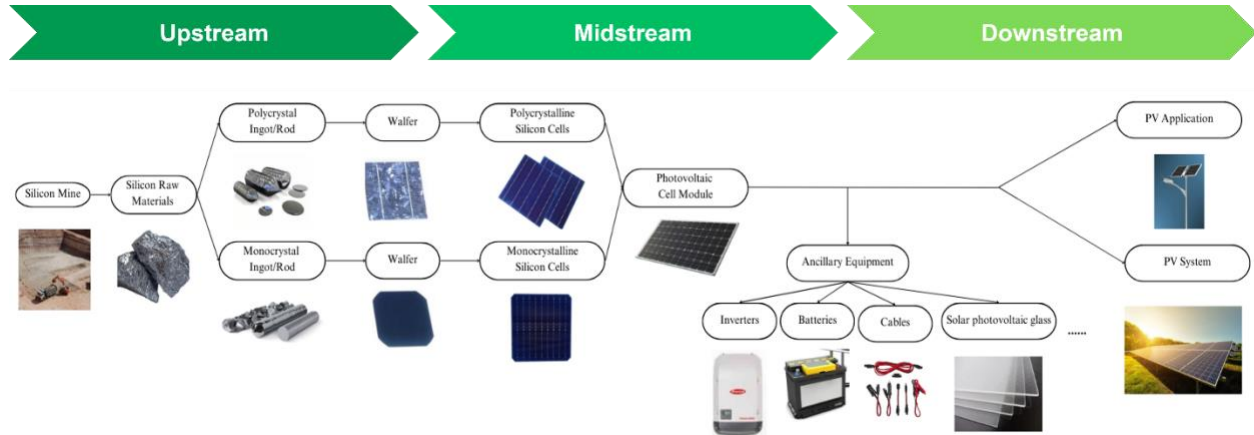 Upstream
Midstream
Downstream
Polycrystal
Ingot/Rod
Walfer
Polycrystalline
Silicon Cells
PV Application
Silicon Mine
Silicon Raw
Materials
Photovoltaic
Cell Module
Monocrystal
Ingot/Rod
Walfer
Monocrystalline
Silicon Cells
Ancillary Equipment
PV System
Inverters
Batteries
Cables
Solar photovoltaic glass
......